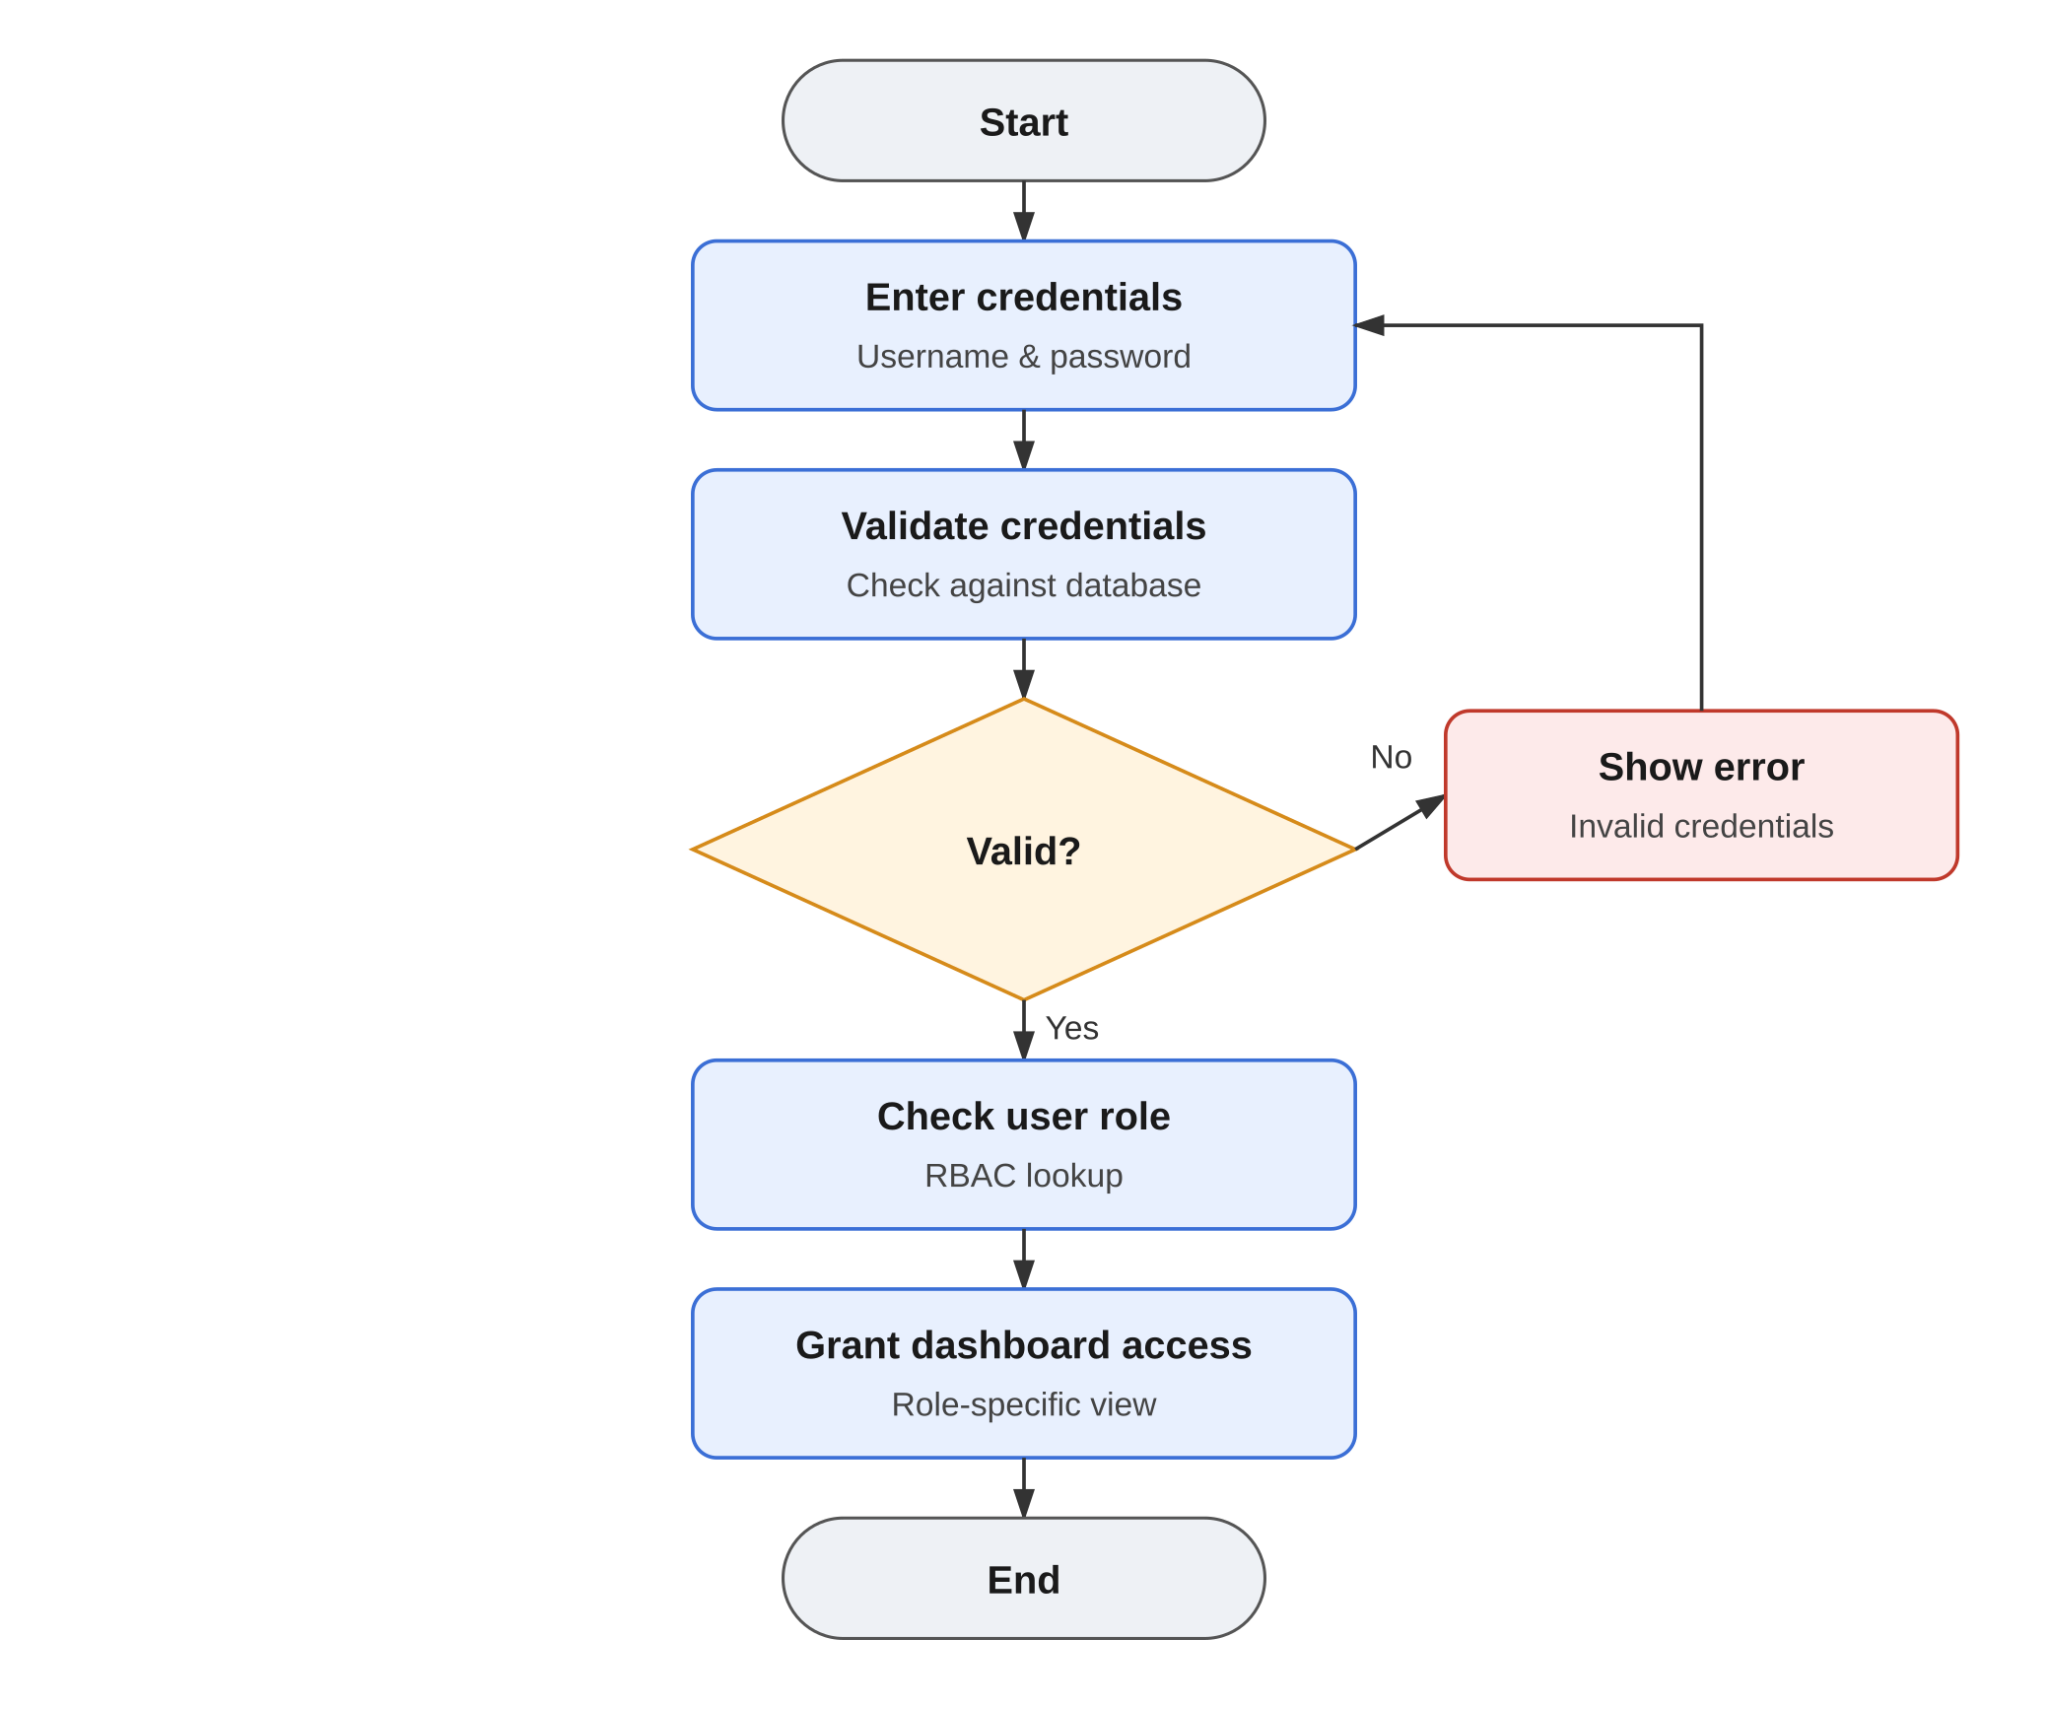 Start
Enter credentials
Username & password
Validate credentials
Check against database
Valid?
No
Show error
Invalid credentials
Yes
Check user role
RBAC lookup
Grant dashboard access
Role-specific view
End